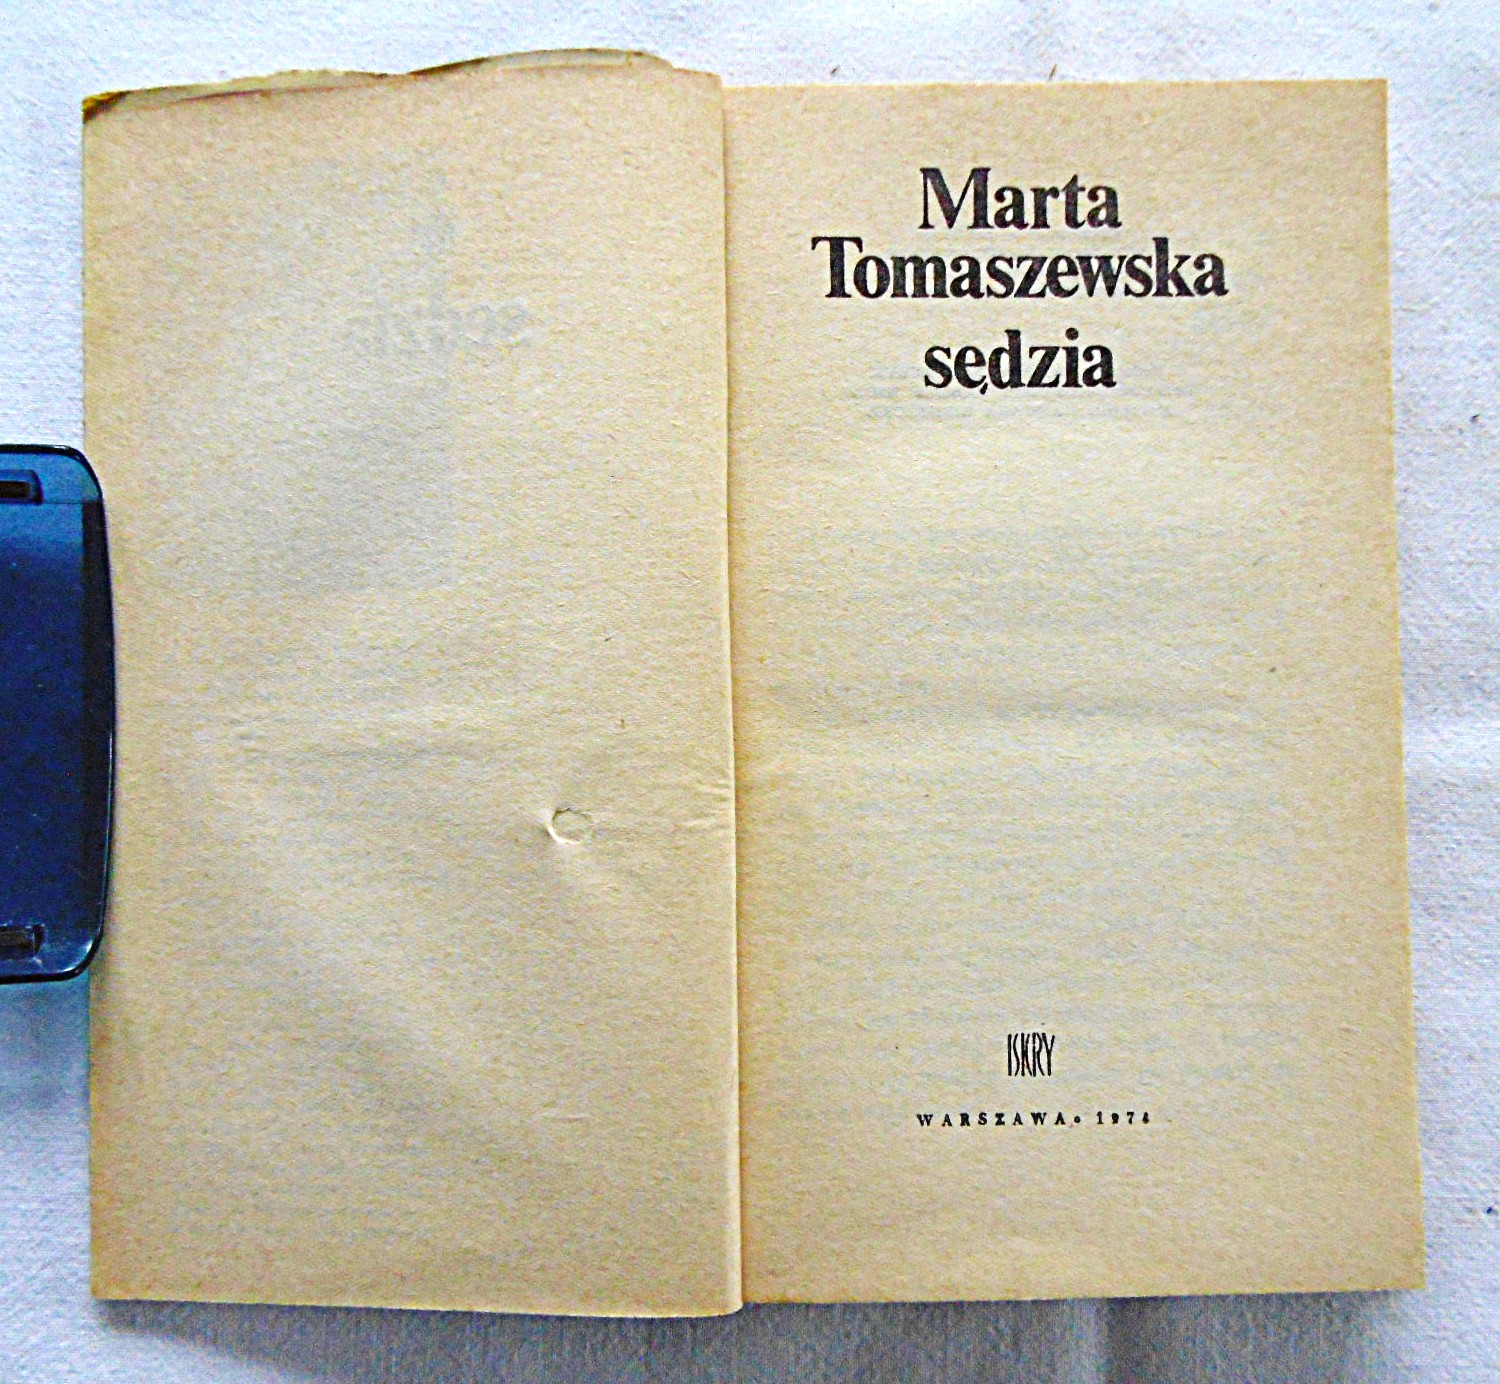 Marta
Tomaszewska
sędzia
ISKRY
WARSZAWA • 1974